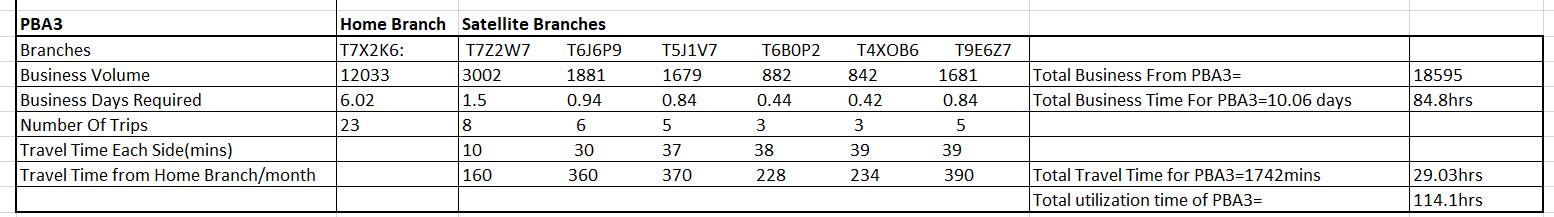 PBA3 Home Branch Satellite Branches
Branches T7X2K6: T7Z2W7 T6J6P9 T5J1V7 T6B0P2 T4XOB6 T9E6Z7
Business Volume 12033 3002 1881 1679 882 842 1681 Total Business From PBA3= 18595
Business Days Required 6.02 1.5 0.94 0.84 0.44 0.42 0.84 Total Business Time For PBA3=10.06 days 84.8hrs
Number Of Trips 23 8 6 5 3 3 5
Travel Time Each Side(mins) 10 30 37 38 39 39
Travel Time from Home Branch/month 160 360 370 228 234 390 Total Travel Time for PBA3=1742mins 29.03hrs
Total utilization time of PBA3= 114.1hrs